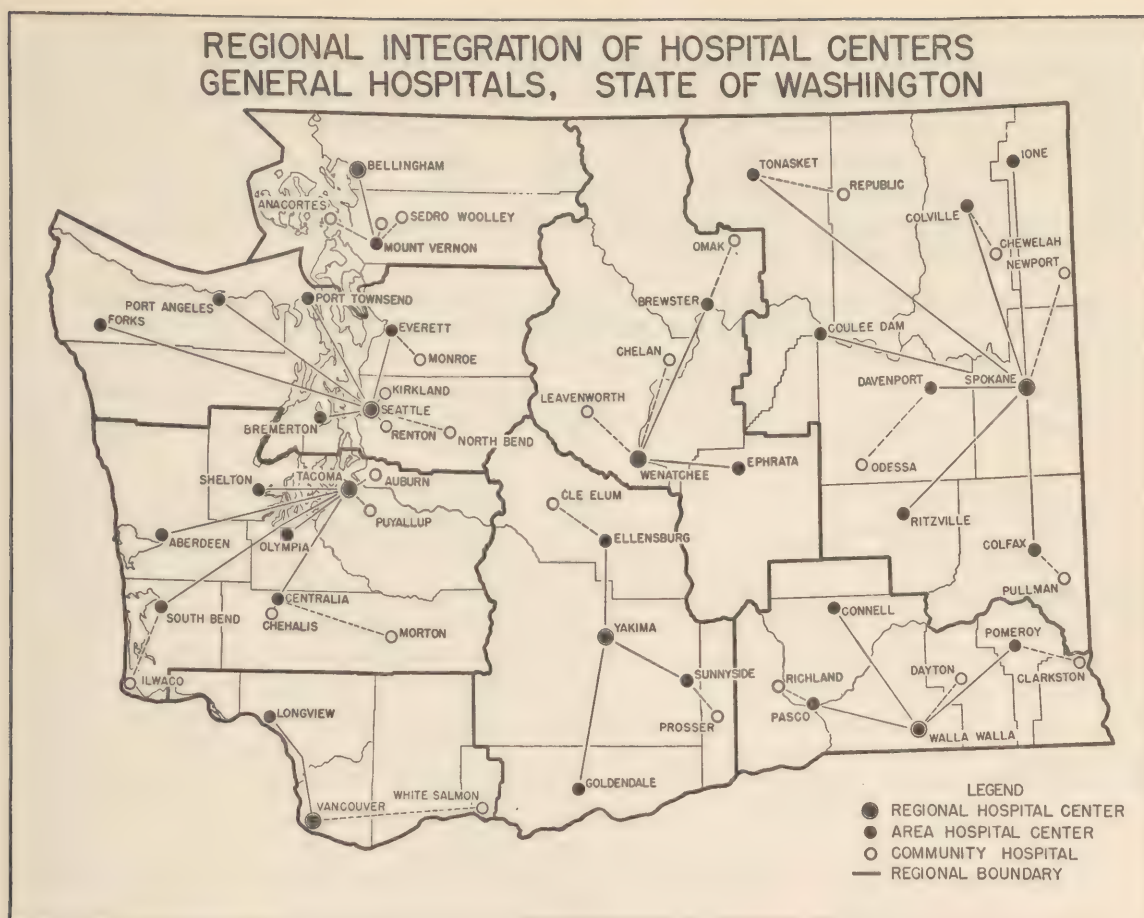 REGIONAL INTEGRATION OF HOSPITAL CENTERS
GENERAL HOSPITALS, STATE OF WASHINGTON
BELLINGHAM
ANACORTES
SEDRO WOOLLEY
MOUNT VERNON
PORT ANGELES
PORT TOWNSEND
FORKS
EVERETT
MONROE
KIRKLAND
SEATTLE
BREMERTON
RENTON
NORTH BEND
SHELTON
TACOMA
AUBURN
PUYALLUP
ABERDEEN
OLYMPIA
CENTRALIA
SOUTH BEND
CHEHALIS
MORTON
ILWACO
LONGVIEW
VANCOUVER
WHITE SALMON
OMAK
BREWSTER
CHELAN
LEAVENWORTH
WENATCHEE
EPHRATA
CLE ELUM
ELLENSBURG
YAKIMA
SUNNYSIDE
PROSSER
GOLDENDALE
TONASKET
REPUBLIC
IONE
COLVILLE
CHEWELAH
NEWPORT
COULEE DAM
DAVENPORT
SPOKANE
ODESSA
RITZVILLE
COLFAX
PULLMAN
CONNELL
POMEROY
RICHLAND
DAYTON
CLARKSTON
PASCO
WALLA WALLA
LEGEND
REGIONAL HOSPITAL CENTER
AREA HOSPITAL CENTER
COMMUNITY HOSPITAL
REGIONAL BOUNDARY